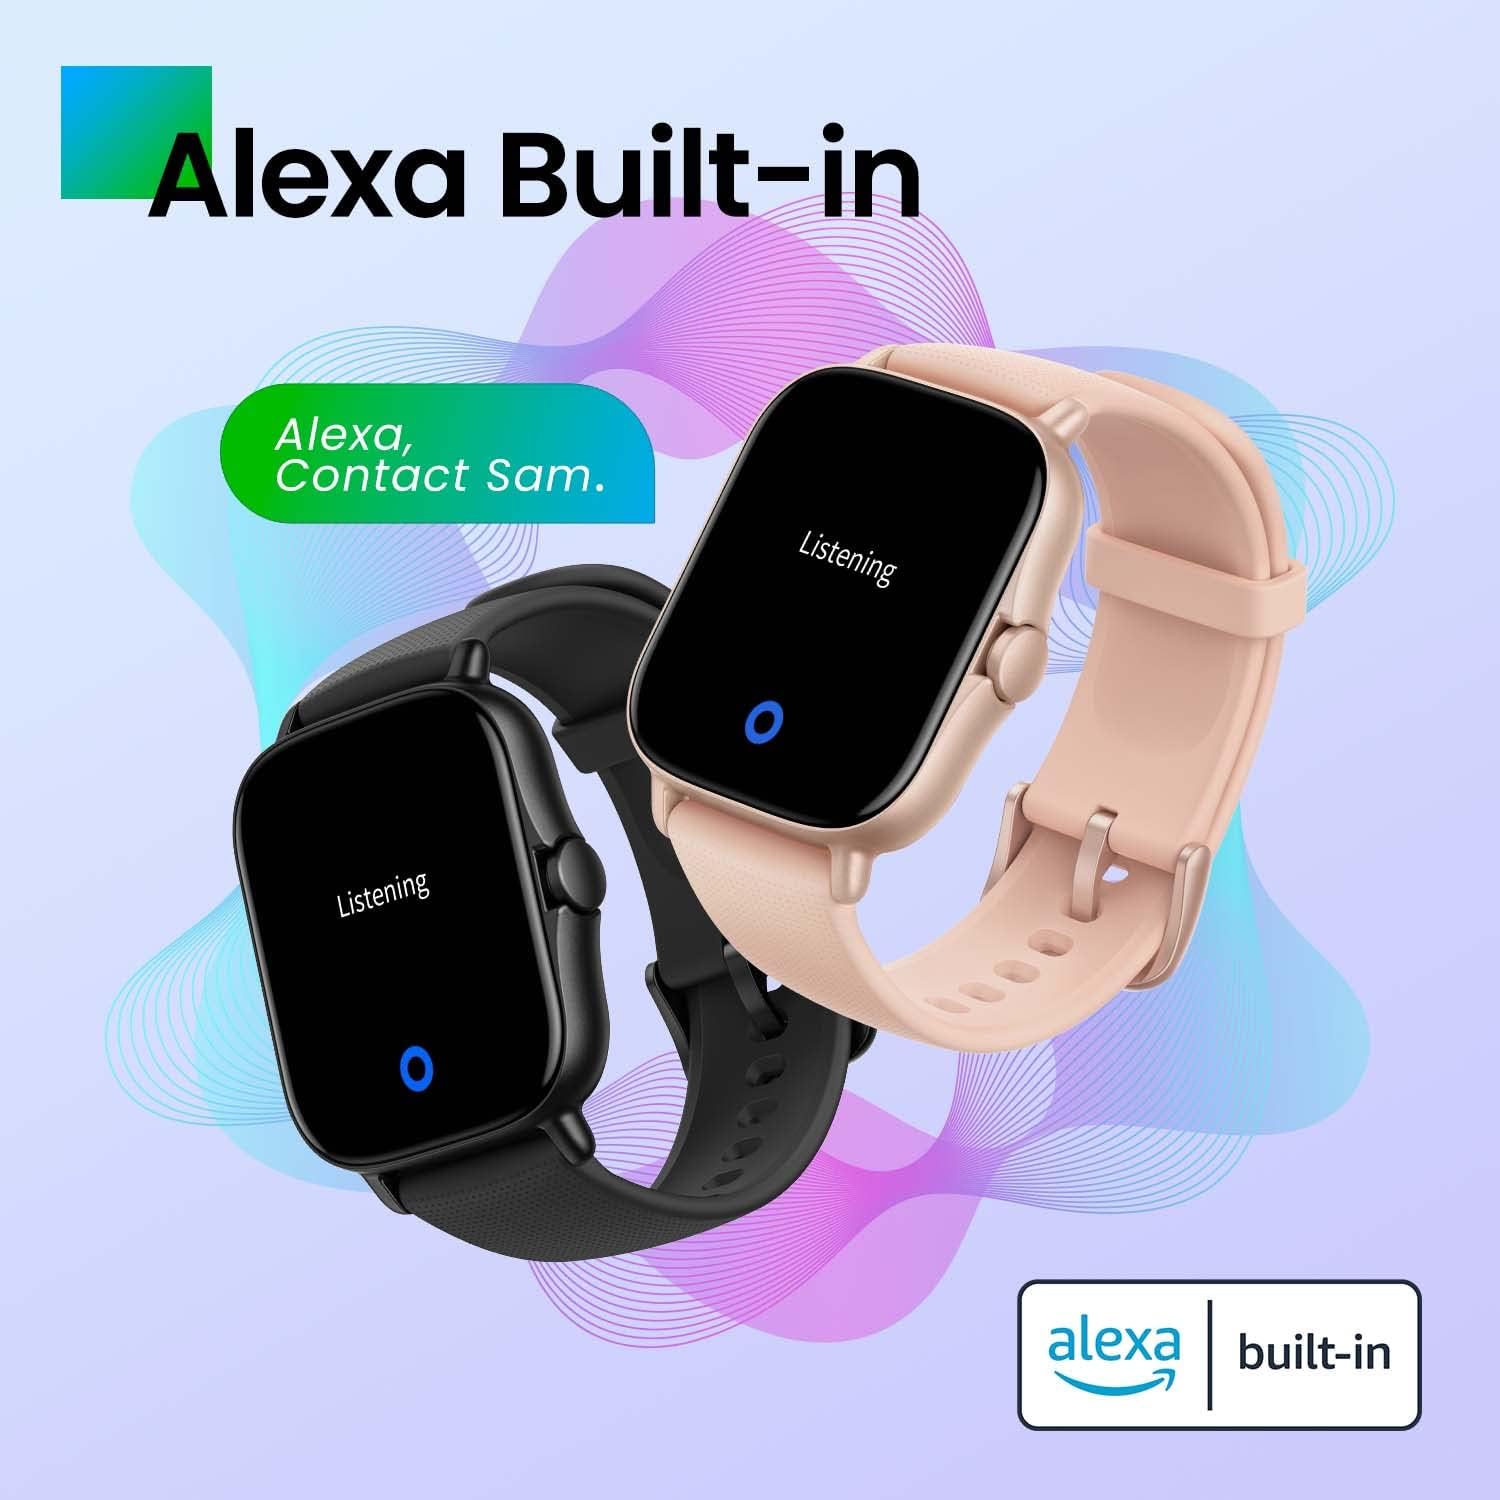 Alexa Built-in
Alexa,
Contact Sam.
Listening
Listening
alexa | built-in